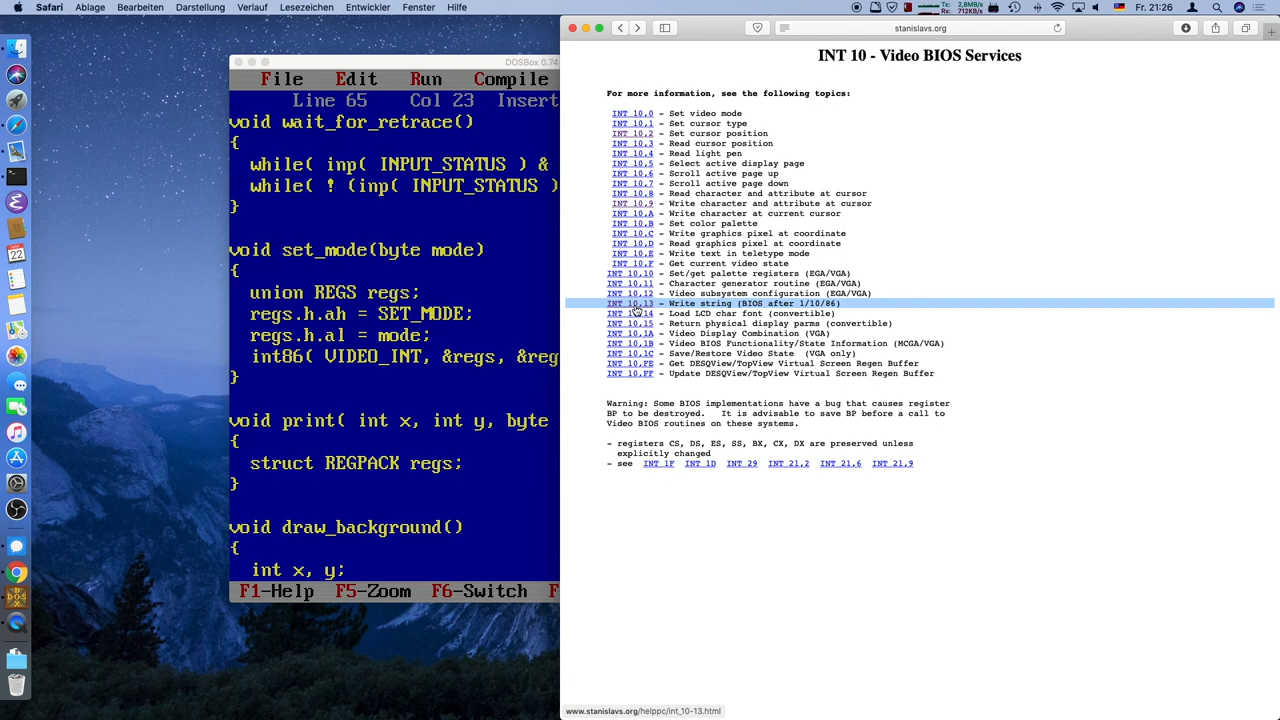 Safari Ablage Bearbeiten Darstellung Verlauf Lesezeichen Entwickler Fenster Hilfe
Tx: 2,8MB/s
Rx: 712KB/s
Fr. 21:06
DOSBox 0.74-
File Edit Run Compile
Line 65 Col 23 Insert
void wait_for_retrace()
{
while( inp( INPUT_STATUS ) &
while( ! (inp( INPUT_STATUS )
}
void set_mode(byte mode)
{
union REGS regs;
regs.h.ah = SET_MODE;
regs.h.al = mode;
int86( VIDEO_INT, &regs, &reg
}
void print( int x, int y, byte
{
struct REGPACK regs;
}
void draw_background()
{
int x, y;
F1-Help F5-Zoom F6-Switch F
stanislavs.org
INT 10 - Video BIOS Services
For more information, see the following topics:
INT 10,0 - Set video mode
INT 10,1 - Set cursor type
INT 10,2 - Set cursor position
INT 10,3 - Read cursor position
INT 10,4 - Read light pen
INT 10,5 - Select active display page
INT 10,6 - Scroll active page up
INT 10,7 - Scroll active page down
INT 10,8 - Read character and attribute at cursor
INT 10,9 - Write character and attribute at cursor
INT 10,A - Write character at current cursor
INT 10,B - Set color palette
INT 10,C - Write graphics pixel at coordinate
INT 10,D - Read graphics pixel at coordinate
INT 10,E - Write text in teletype mode
INT 10,F - Get current video state
INT 10,10 - Set/get palette registers (EGA/VGA)
INT 10,11 - Character generator routine (EGA/VGA)
INT 10,12 - Video subsystem configuration (EGA/VGA)
INT 10,13 - Write string (BIOS after 1/10/86)
INT 10,14 - Load LCD char font (convertible)
INT 10,15 - Return physical display parms (convertible)
INT 10,1A - Video Display Combination (VGA)
INT 10,1B - Video BIOS Functionality/State Information (MCGA/VGA)
INT 10,1C - Save/Restore Video State (VGA only)
INT 10,FE - Get DESQView/TopView Virtual Screen Regen Buffer
INT 10,FF - Update DESQView/TopView Virtual Screen Regen Buffer
Warning: Some BIOS implementations have a bug that causes register
BP to be destroyed. It is advisable to save BP before a call to
Video BIOS routines on these systems.
- registers CS, DS, ES, SS, BX, CX, DX are preserved unless
explicitly changed
- see INT 1F INT 1D INT 29 INT 21,2 INT 21,6 INT 21,9
www.stanislavs.org/helppc/int_10-13.html